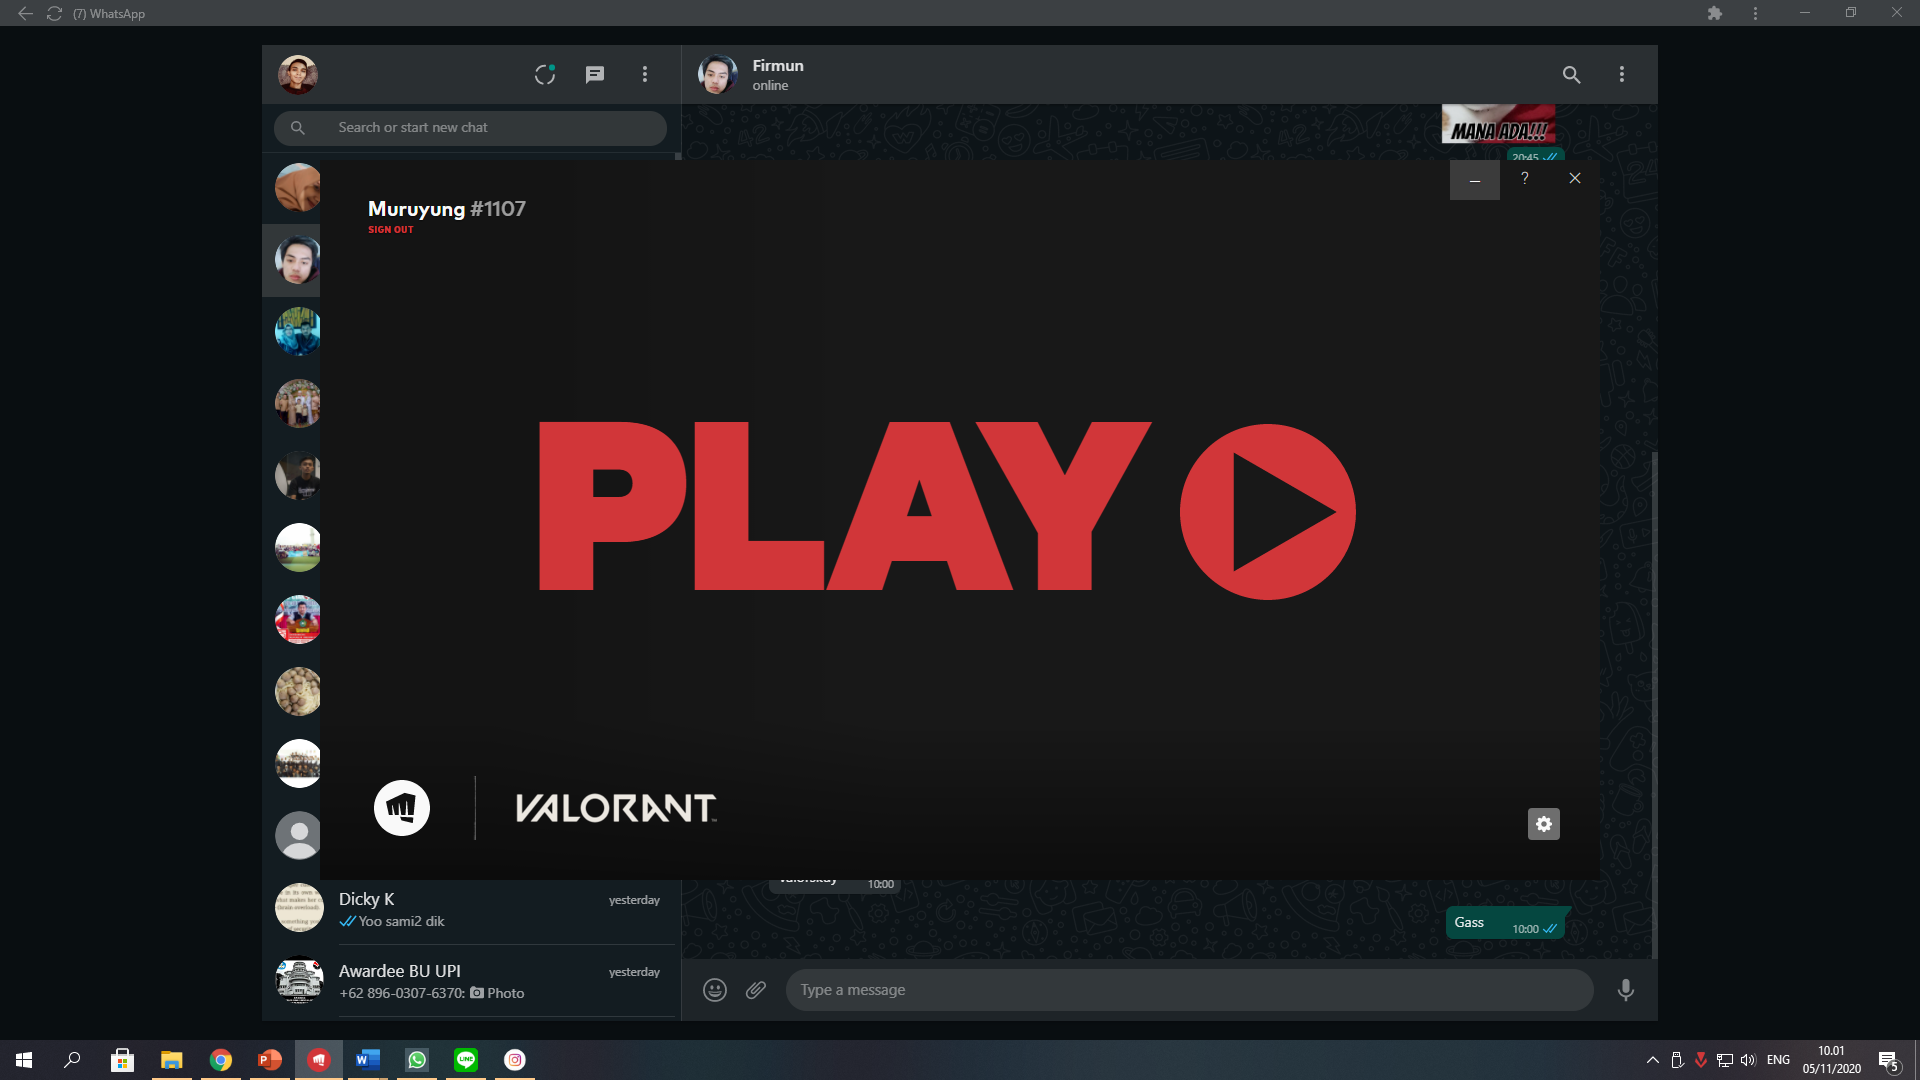 (7) WhatsApp
Firmun
online
Search or start new chat
MANA ADA!!!
20:45
Muruyung #1107
SIGN OUT
?
PLAY
VALORANT
10:00
Gass
10:00
Dicky K
yesterday
Yoo sami2 dik
Awardee BU UPI
yesterday
+62 896-0307-6370: Photo
Type a message
ENG
10.01
05/11/2020
5